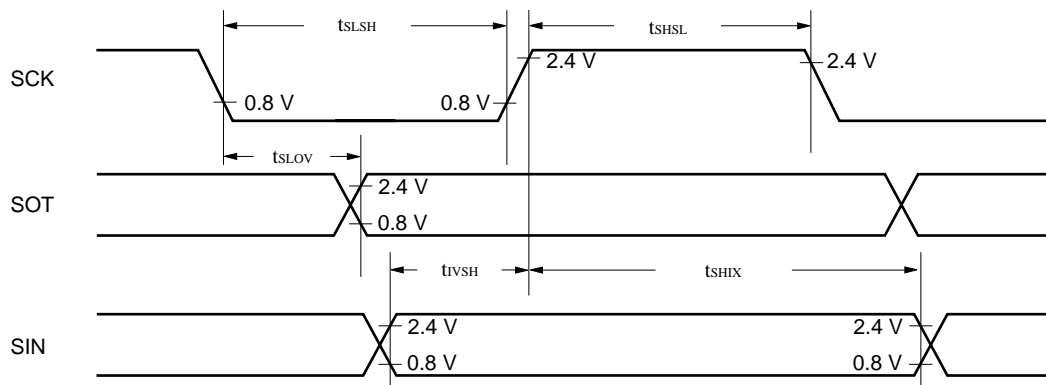 tSLSH
tSHSL
SCK
2.4 V
2.4 V
0.8 V
0.8 V
tSLOV
SOT
2.4 V
0.8 V
tIVSH
tSHIX
SIN
2.4 V
2.4 V
0.8 V
0.8 V